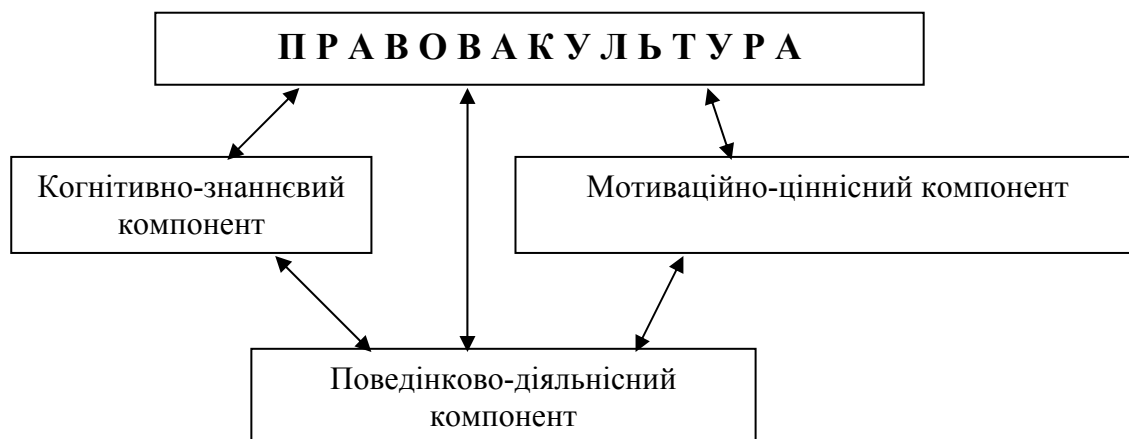 П Р А В О В А К У Л Ь Т У Р А
Когнітивно-знаннєвий
компонент
Мотиваційно-ціннісний компонент
Поведінково-діяльнісний
компонент